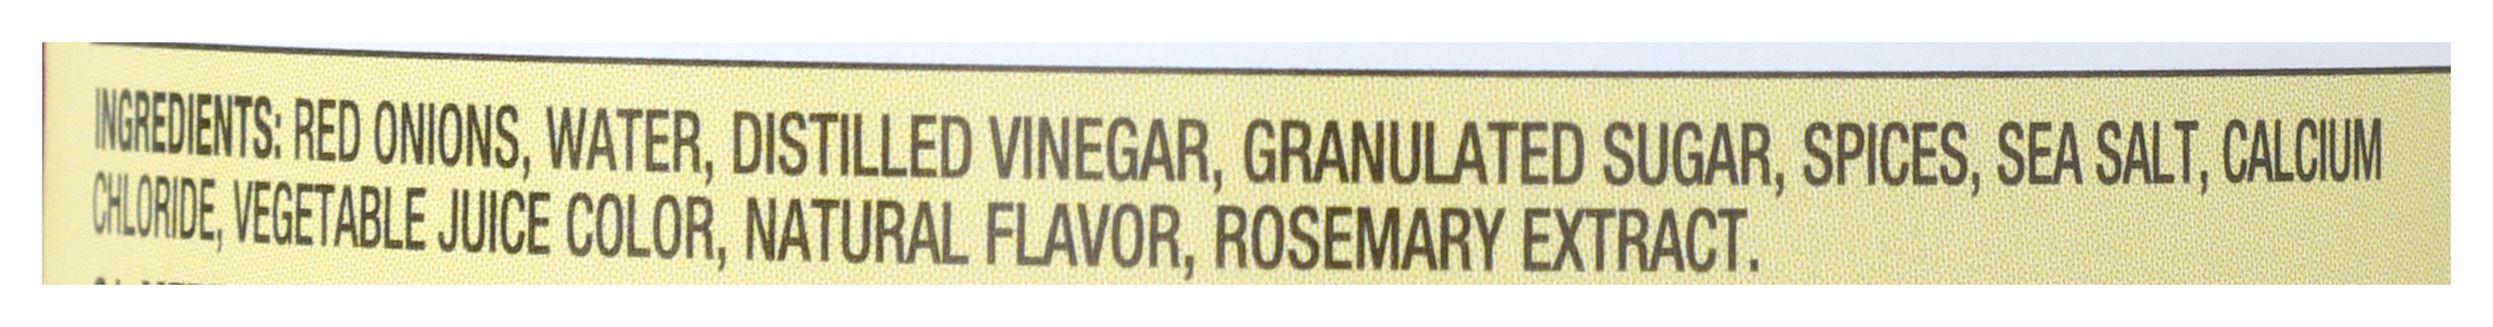 INGREDIENTS: RED ONIONS, WATER, DISTILLED VINEGAR, GRANULATED SUGAR, SPICES, SEA SALT, CALCIUM
CHLORIDE, VEGETABLE JUICE COLOR, NATURAL FLAVOR, ROSEMARY EXTRACT.